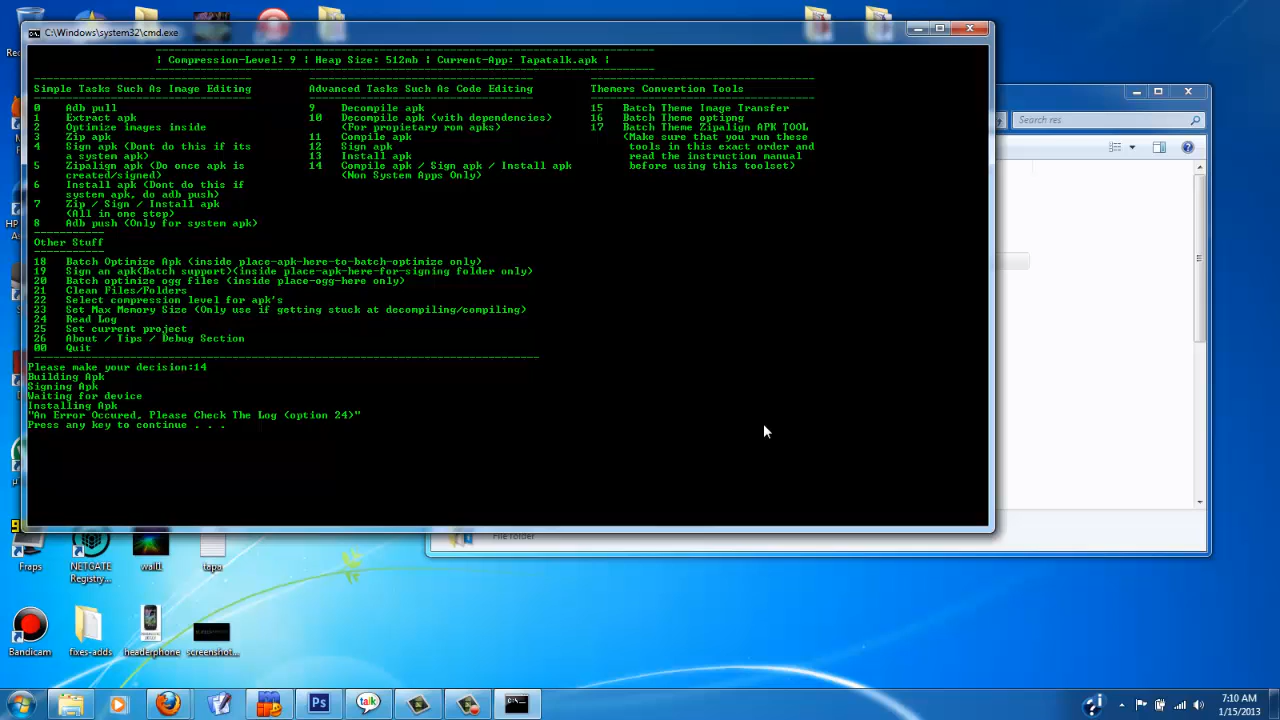 C:\Windows\system32\cmd.exe
| Compression-Level: 9 | Heap Size: 512mb | Current-App: Tapatalk.apk |
Simple Tasks Such As Image Editing
0 Adb pull
1 Extract apk
2 Optimize images inside
3 Zip apk
4 Sign apk (Dont do this if its
a system apk)
5 Zipalign apk (Do once apk is
created/signed)
6 Install apk (Dont do this if
system apk, do adb push)
7 Zip / Sign / Install apk
(All in one step)
8 Adb push (Only for system apk)
Advanced Tasks Such As Code Editing
9 Decompile apk
10 Decompile apk (with dependencies)
(For propietary rom apks)
11 Compile apk
12 Sign apk
13 Install apk
14 Compile apk / Sign apk / Install apk
(Non System Apps Only)
Themers Convertion Tools
15 Batch Theme Image Transfer
16 Batch Theme optipng
17 Batch Theme Zipalign APK TOOL
(Make sure that you run these
tools in this exact order and
read the instruction manual
before using this toolset)
Other Stuff
18 Batch Optimize Apk (inside place-apk-here-to-batch-optimize only)
19 Sign an apk(Batch support)(inside place-apk-here-for-signing folder only)
20 Batch optimize ogg files (inside place-ogg-here only)
21 Clean Files/Folders
22 Select compression level for apk's
23 Set Max Memory Size (Only use if getting stuck at decompiling/compiling)
24 Read Log
25 Set current project
26 About / Tips / Debug Section
00 Quit
Please make your decision:14
Building Apk
Signing Apk
Waiting for device
Installing Apk
"An Error Occured, Please Check The Log (option 24)"
Press any key to continue . . .
Search res
File folder
Fraps
NETGATE
Registry...
wall1
tapa
Bandicam
fixes-adds
headerphone
screenshot...
Ps
talk
7:10 AM
1/15/2013